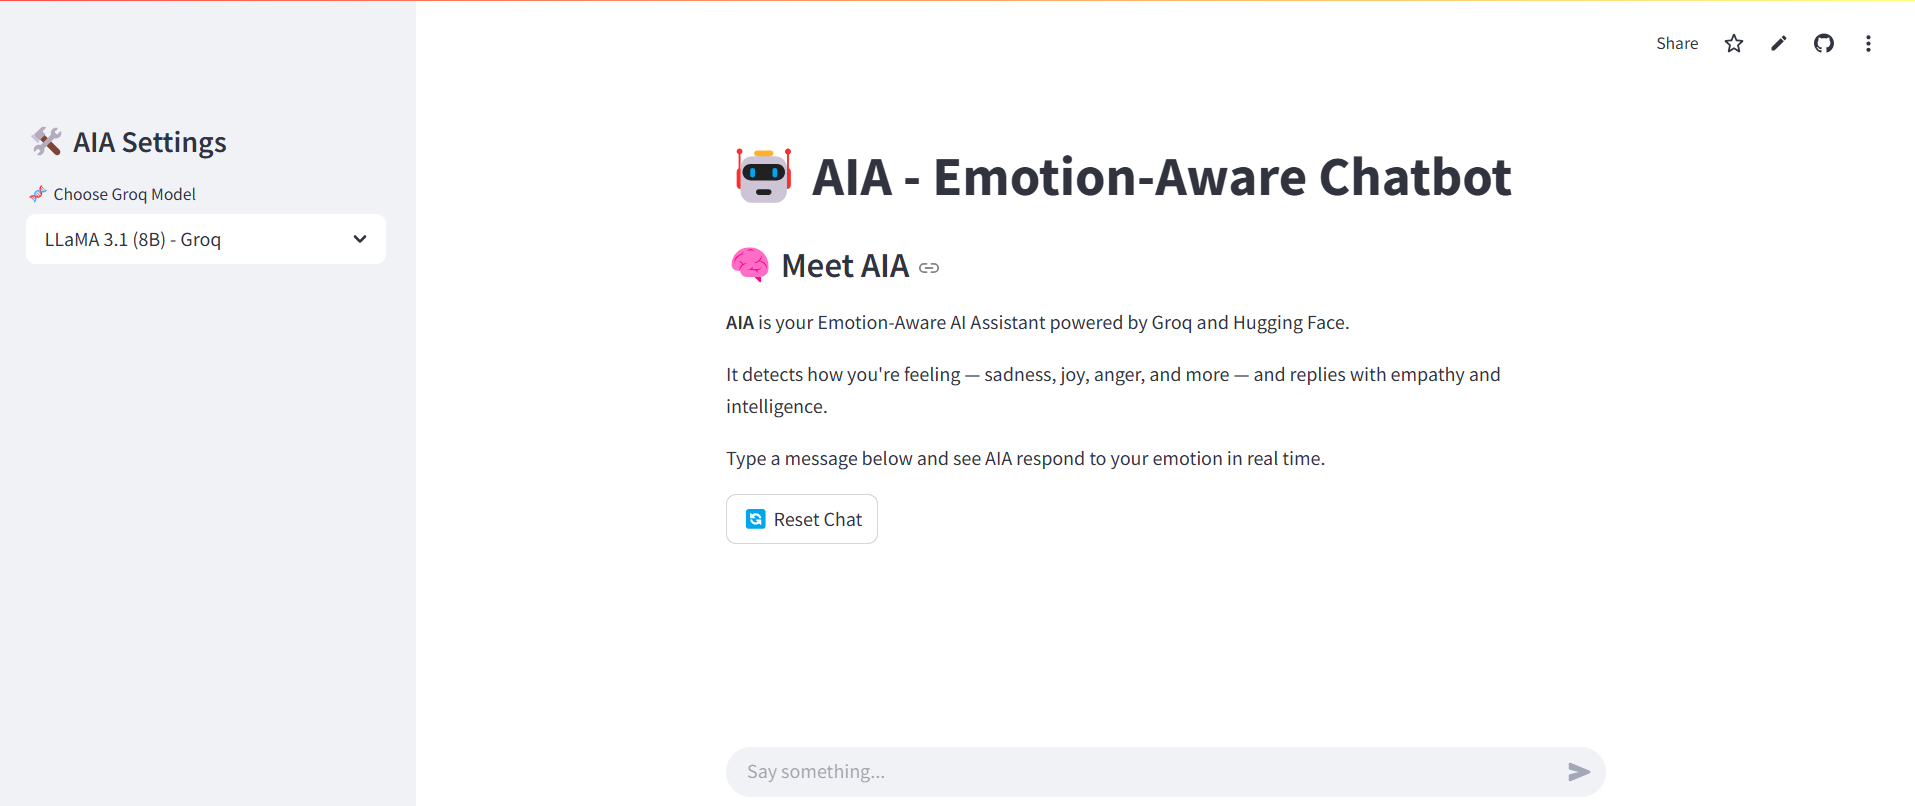 Share
🛠️ AIA Settings
🧬 Choose Groq Model
LLaMA 3.1 (8B) - Groq
🤖 AIA - Emotion-Aware Chatbot
🧠 Meet AIA
AIA is your Emotion-Aware AI Assistant powered by Groq and Hugging Face.
It detects how you're feeling — sadness, joy, anger, and more — and replies with empathy and
intelligence.
Type a message below and see AIA respond to your emotion in real time.
🔄 Reset Chat
Say something...